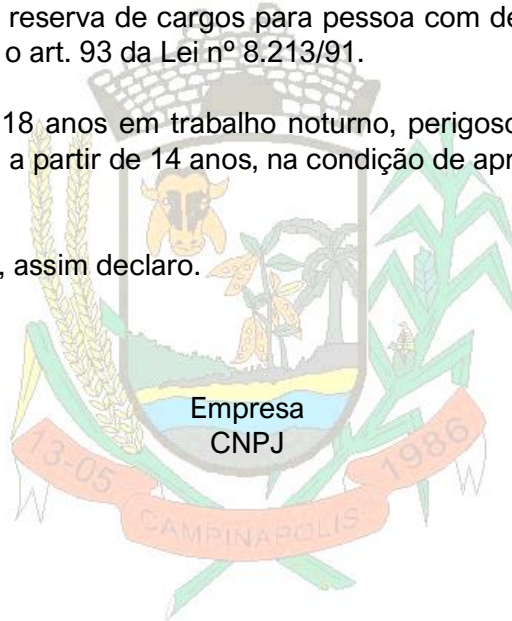 reserva de cargos para pessoa com de
o art. 93 da Lei nº 8.213/91.
18 anos em trabalho noturno, perigoso
a partir de 14 anos, na condição de apr
, assim declaro.
Empresa
CNPJ
13-05
1986
CAMPINAPOLIS